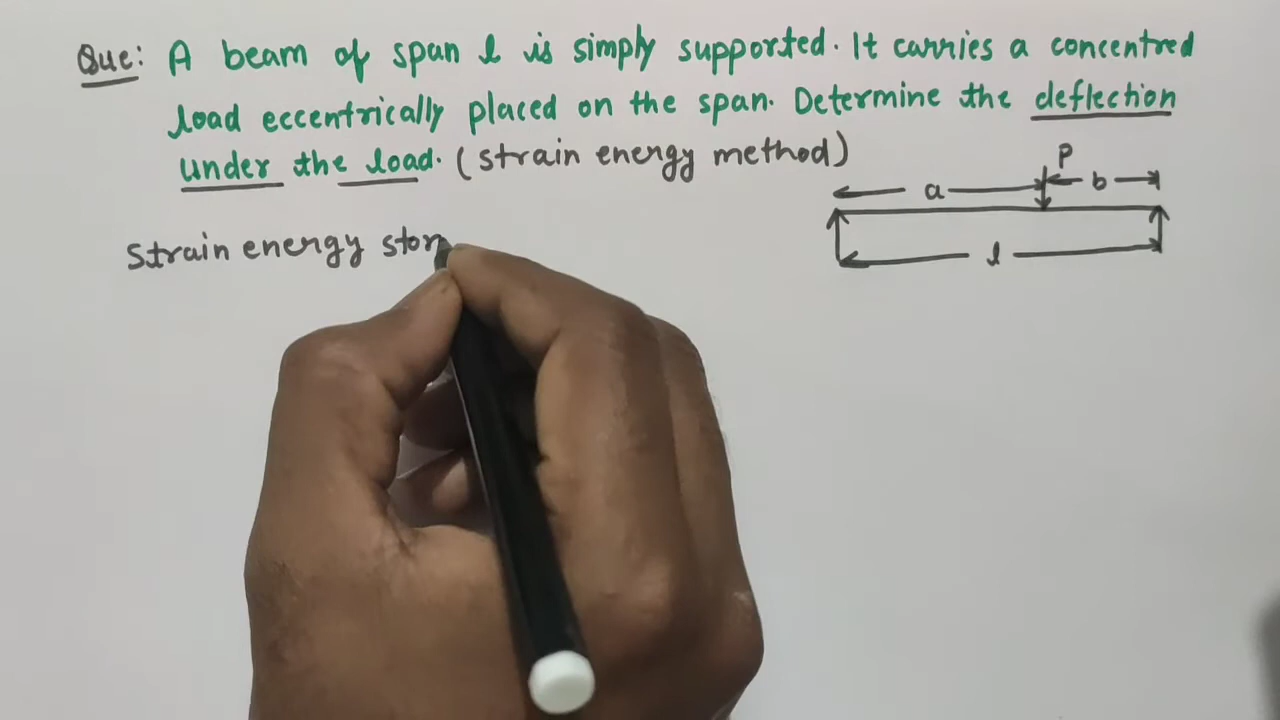 Que: A beam of span l is simply supported. It carries a concentred
load eccentrically placed on the span. Determine the deflection
under the load. (strain energy method)
P
a b
l
Strain energy stor